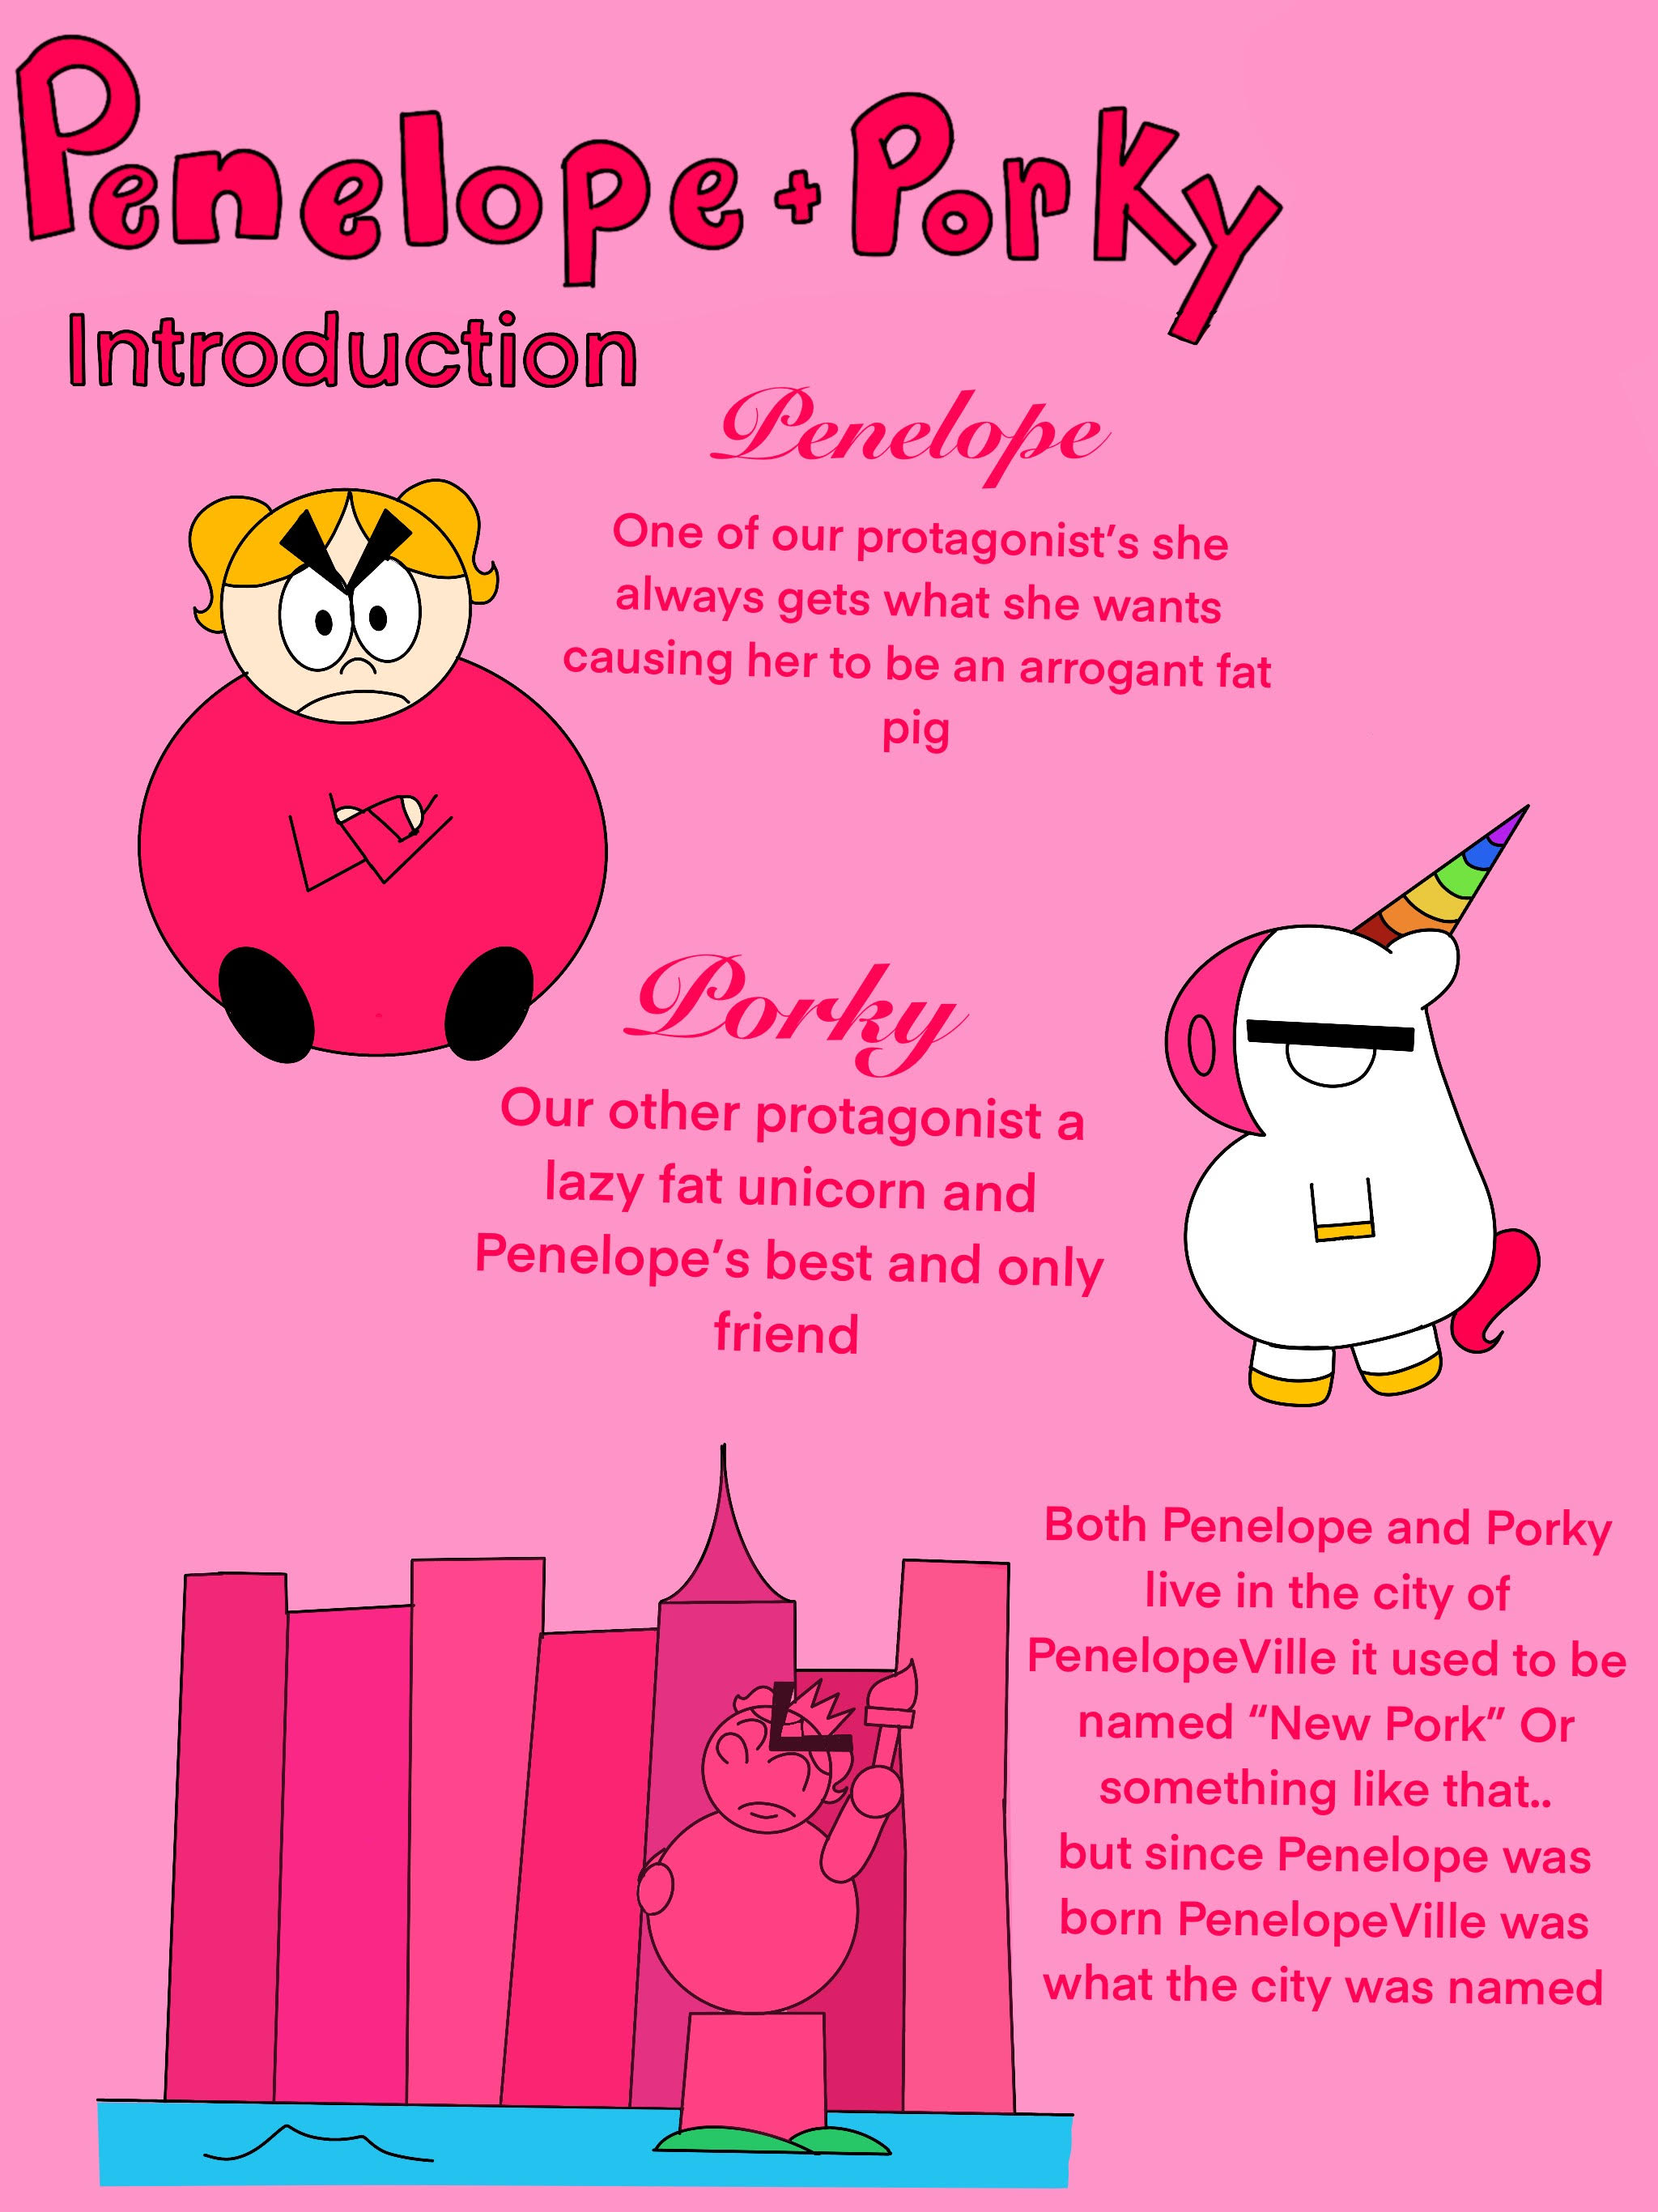 Penelope + Porky
Introduction
Penelope
One of our protagonist’s she
always gets what she wants
causing her to be an arrogant fat
pig
Porky
Our other protagonist a
lazy fat unicorn and
Penelope’s best and only
friend
Both Penelope and Porky
live in the city of
PenelopeVille it used to be
named “New Pork” Or
something like that..
but since Penelope was
born PenelopeVille was
what the city was named